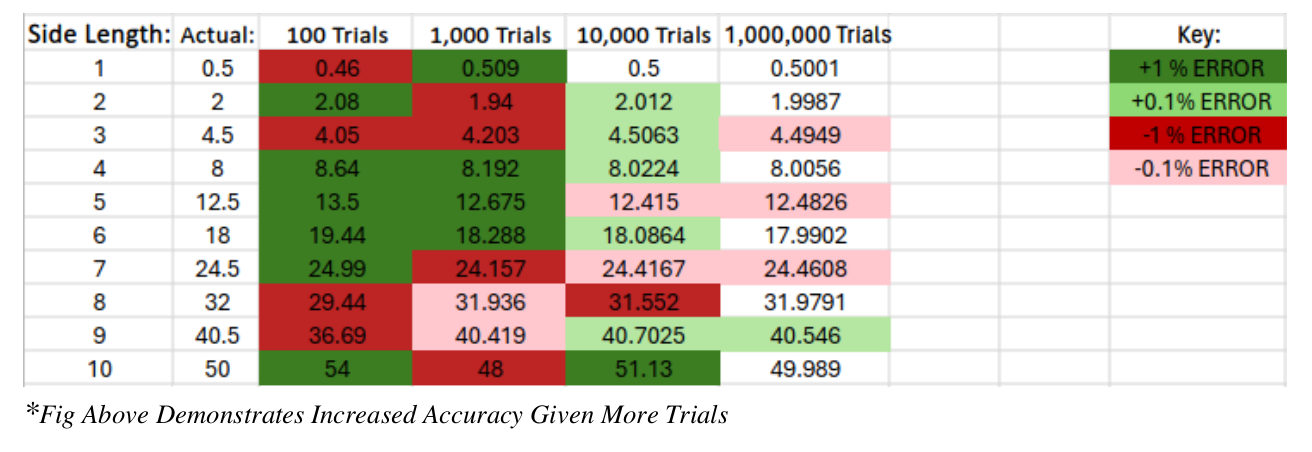 Side Length: Actual: 100 Trials 1,000 Trials 10,000 Trials 1,000,000 Trials Key:
1 0.5 0.46 0.509 0.5 0.5001 +1 % ERROR
2 2 2.08 1.94 2.012 1.9987 +0.1% ERROR
3 4.5 4.05 4.203 4.5063 4.4949 -1 % ERROR
4 8 8.64 8.192 8.0224 8.0056 -0.1% ERROR
5 12.5 13.5 12.675 12.415 12.4826
6 18 19.44 18.288 18.0864 17.9902
7 24.5 24.99 24.157 24.4167 24.4608
8 32 29.44 31.936 31.552 31.9791
9 40.5 36.69 40.419 40.7025 40.546
10 50 54 48 51.13 49.989
*Fig Above Demonstrates Increased Accuracy Given More Trials